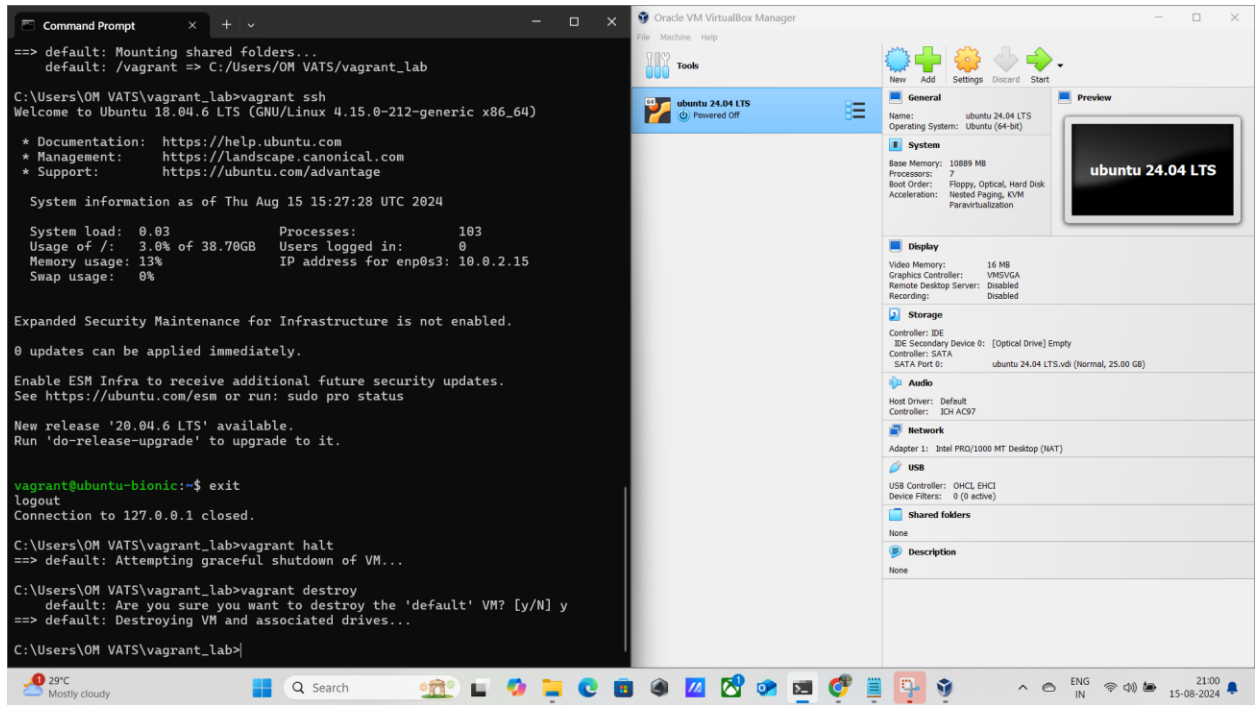 Command Prompt
==> default: Mounting shared folders...
default: /vagrant => C:/Users/OM VATS/vagrant_lab
C:\Users\OM VATS\vagrant_lab>vagrant ssh
Welcome to Ubuntu 18.04.6 LTS (GNU/Linux 4.15.0-212-generic x86_64)
* Documentation: https://help.ubuntu.com
* Management: https://landscape.canonical.com
* Support: https://ubuntu.com/advantage
System information as of Thu Aug 15 15:27:28 UTC 2024
System load: 0.03 Processes: 103
Usage of /: 3.0% of 38.70GB Users logged in: 0
Memory usage: 13% IP address for enp0s3: 10.0.2.15
Swap usage: 0%
Expanded Security Maintenance for Infrastructure is not enabled.
0 updates can be applied immediately.
Enable ESM Infra to receive additional future security updates.
See https://ubuntu.com/esm or run: sudo pro status
New release '20.04.6 LTS' available.
Run 'do-release-upgrade' to upgrade to it.
vagrant@ubuntu-bionic:~$ exit
logout
Connection to 127.0.0.1 closed.
C:\Users\OM VATS\vagrant_lab>vagrant halt
==> default: Attempting graceful shutdown of VM...
C:\Users\OM VATS\vagrant_lab>vagrant destroy
default: Are you sure you want to destroy the 'default' VM? [y/N] y
==> default: Destroying VM and associated drives...
C:\Users\OM VATS\vagrant_lab>
Oracle VM VirtualBox Manager
File Machine Help
Tools
64
ubuntu 24.04 LTS
Powered Off
New Add Settings Discard Start
General
Name: ubuntu 24.04 LTS
Operating System: Ubuntu (64-bit)
System
Base Memory: 10889 MB
Processors: 7
Boot Order: Floppy, Optical, Hard Disk
Acceleration: Nested Paging, KVM
Paravirtualization
Preview
ubuntu 24.04 LTS
Display
Video Memory: 16 MB
Graphics Controller: VMSVGA
Remote Desktop Server: Disabled
Recording: Disabled
Storage
Controller: IDE
IDE Secondary Device 0: [Optical Drive] Empty
Controller: SATA
SATA Port 0: ubuntu 24.04 LTS.vdi (Normal, 25.00 GB)
Audio
Host Driver: Default
Controller: ICH AC97
Network
Adapter 1: Intel PRO/1000 MT Desktop (NAT)
USB
USB Controller: OHCI, EHCI
Device Filters: 0 (0 active)
Shared folders
None
Description
None
1
29°C
Mostly cloudy
Search
1
ENG
IN
21:00
15-08-2024